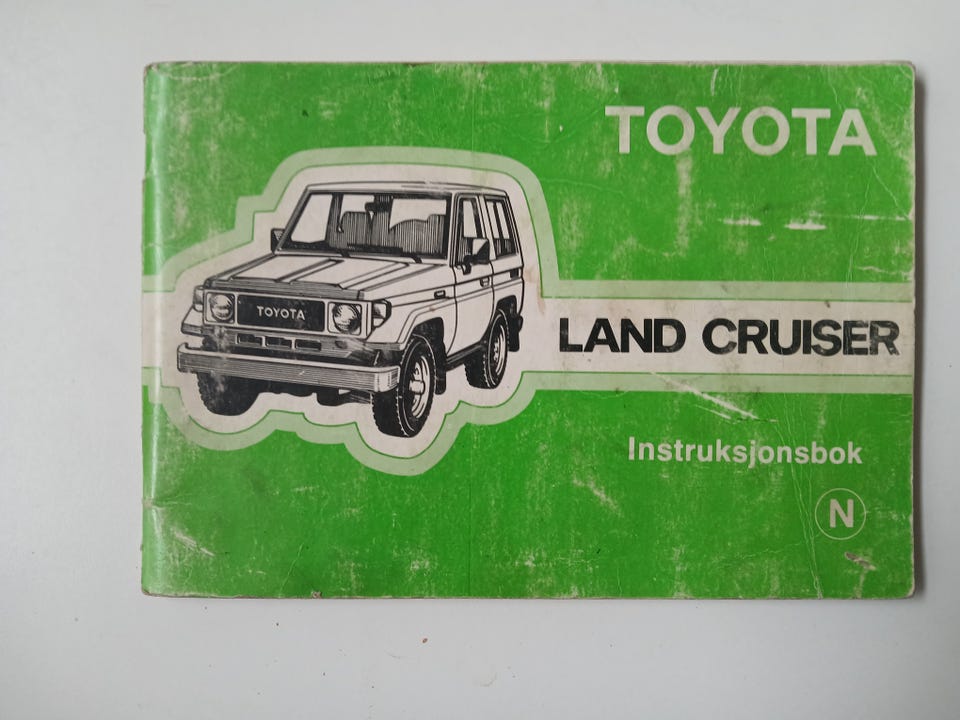 TOYOTA
TOYOTA
LAND CRUISER
Instruksjonsbok
N